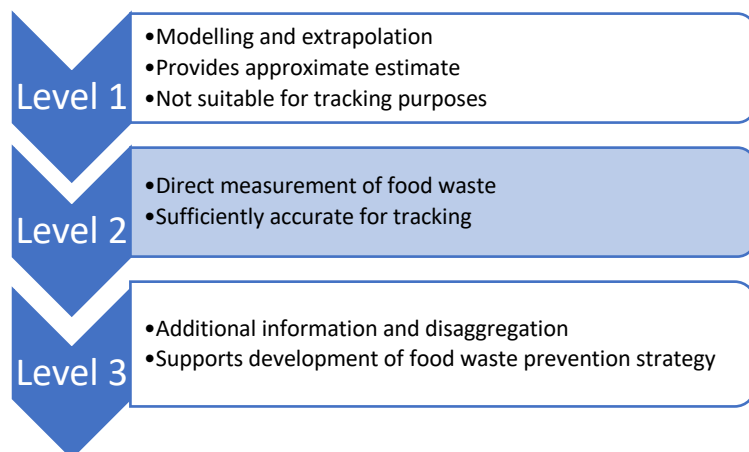 Level 1
•Modelling and extrapolation
•Provides approximate estimate
•Not suitable for tracking purposes
Level 2
•Direct measurement of food waste
•Sufficiently accurate for tracking
Level 3
•Additional information and disaggregation
•Supports development of food waste prevention strategy